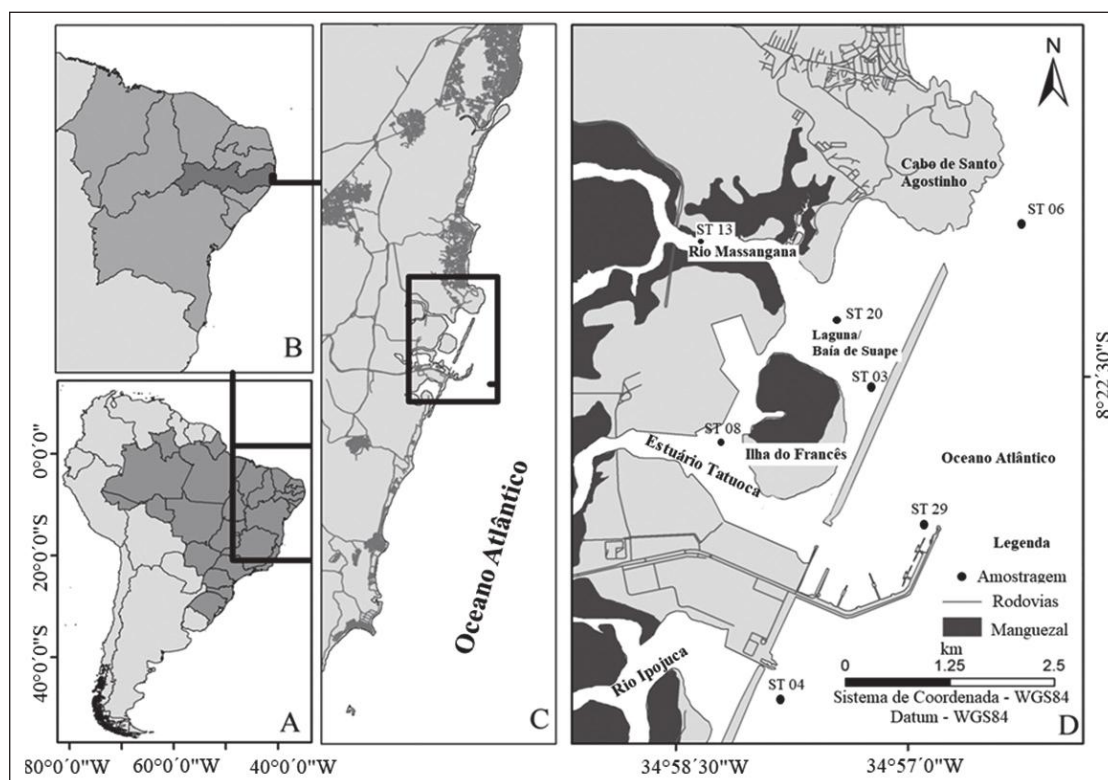 B
0°0'0"
20°0'0"S
40°0'0"S
A
80°0'0"W
60°0'0"W
40°0'0"W
Oceano Atlântico
C
N
Cabo de Santo
Agostinho
ST 06
ST 13
Rio Massangana
ST 20
Laguna/
Baía de Suape
ST 03
8°22´30"S
ST 08
Estuário Tatuoca
Ilha do Francês
Oceano Atlântico
ST 29
Legenda
Amostragem
Rodovias
Manguezal
km
0 1.25 2.5
Sistema de Coordenada - WGS84
Datum - WGS84
Rio Ipojuca
ST 04
D
34°58´30"W
34°57´0"W